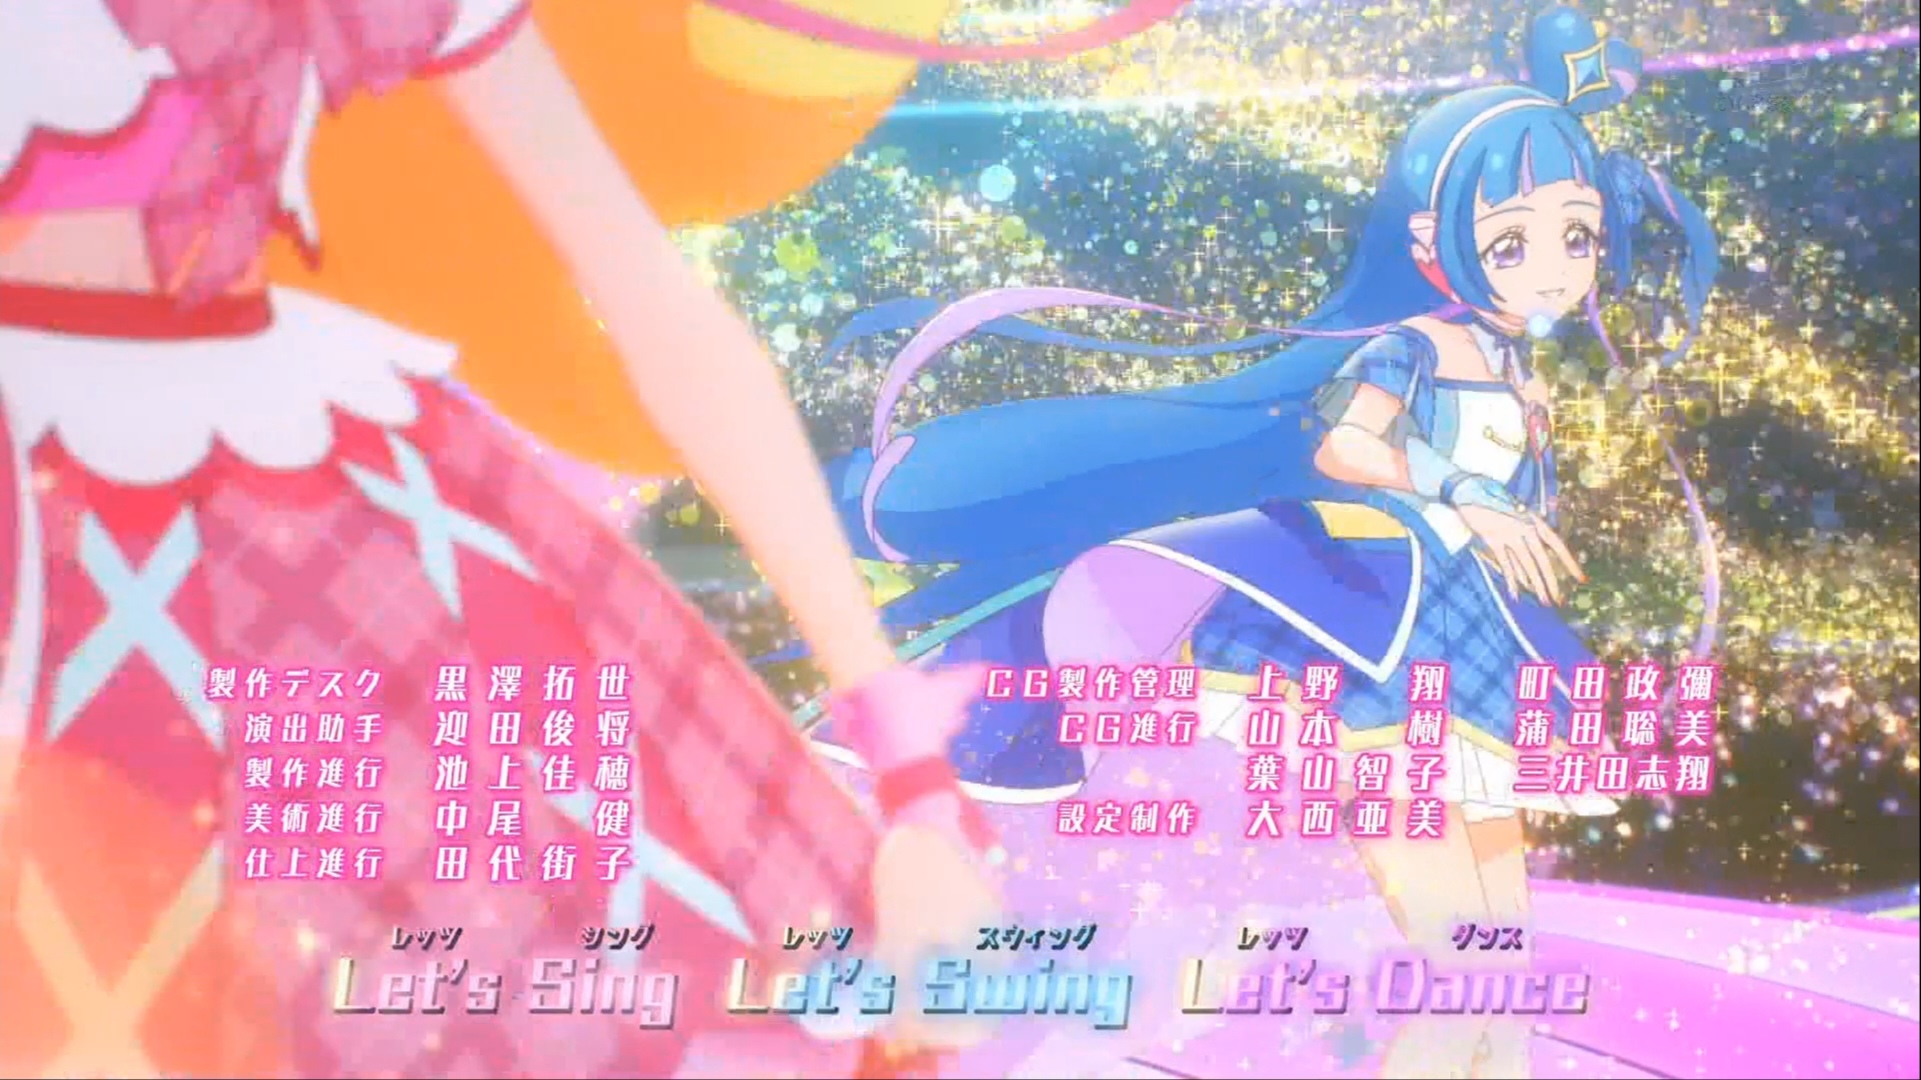 製作デスク 黒澤拓世
演出助手 迎田俊将
製作進行 池上佳穂
美術進行 中尾 健
仕上進行 田代街子
CG製作管理 上野 翔 町田政彌
CG進行 山本 樹 蒲田聡美
葉山智子 三井田志翔
設定制作 大西亜美
レッツ シング レッツ スウィング レッツ ダンス
Let's Sing Let's Swing Let's Dance